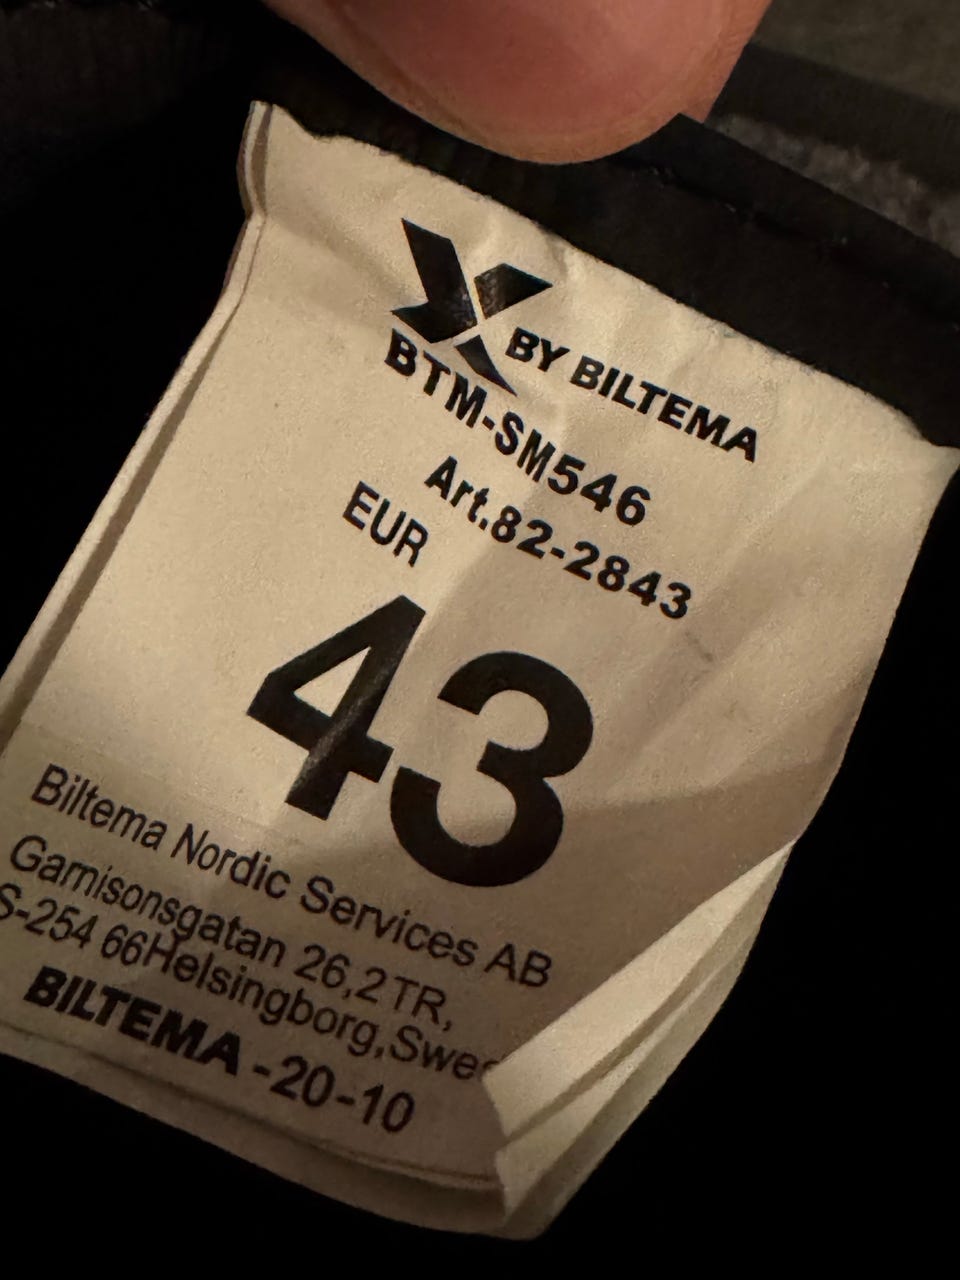 X BY BILTEMA
BTM-SM546
Art.82-2843
EUR
43
Biltema Nordic Services AB
Garnisonsgatan 26,2TR,
S-254 66Helsingborg,Swe
BILTEMA -20-10